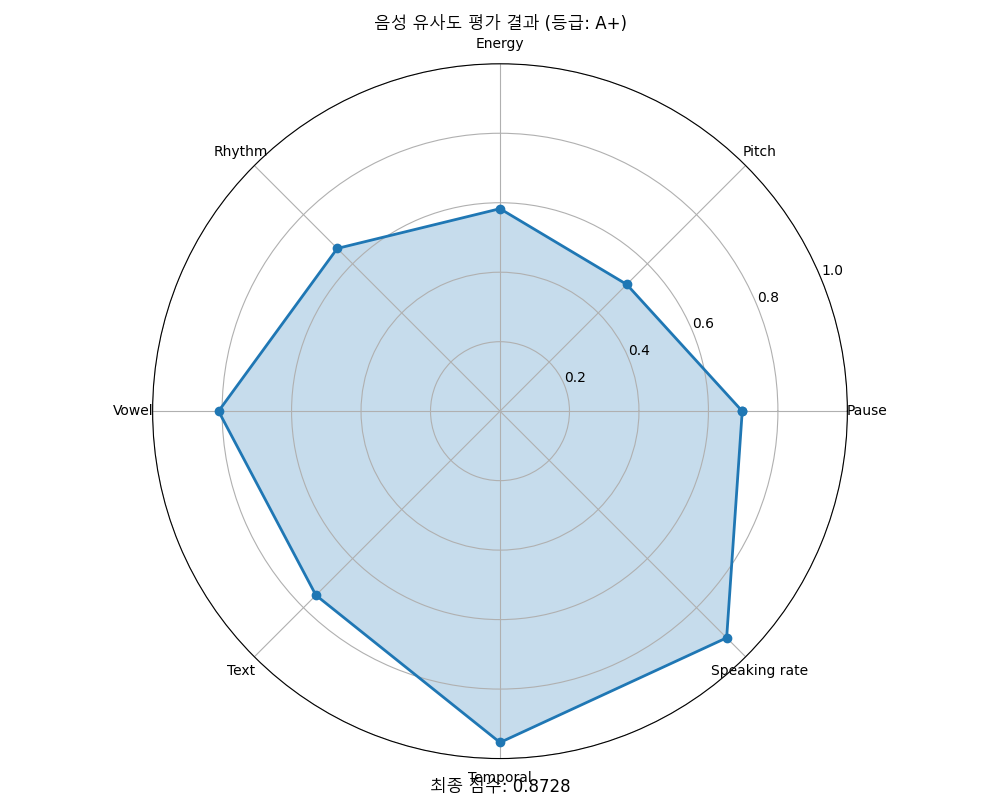 음성 유사도 평가 결과 (등급: A+)
Energy
Rhythm
Pitch
1.0
0.8
0.6
0.4
0.2
Vowel
Pause
Text
Speaking rate
Temporal
최종 점수: 0.8728